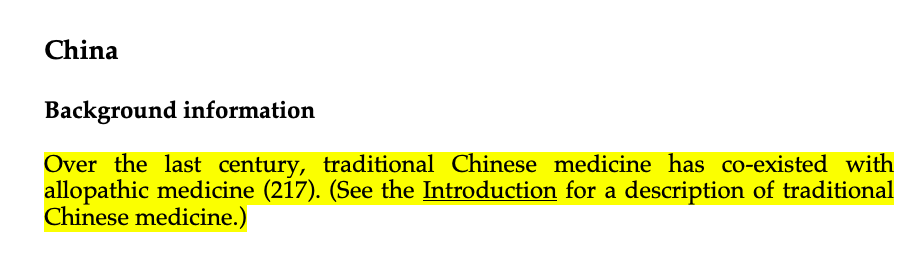 China
Background information
Over the last century, traditional Chinese medicine has co-existed with
allopathic medicine (217). (See the Introduction for a description of traditional
Chinese medicine.)